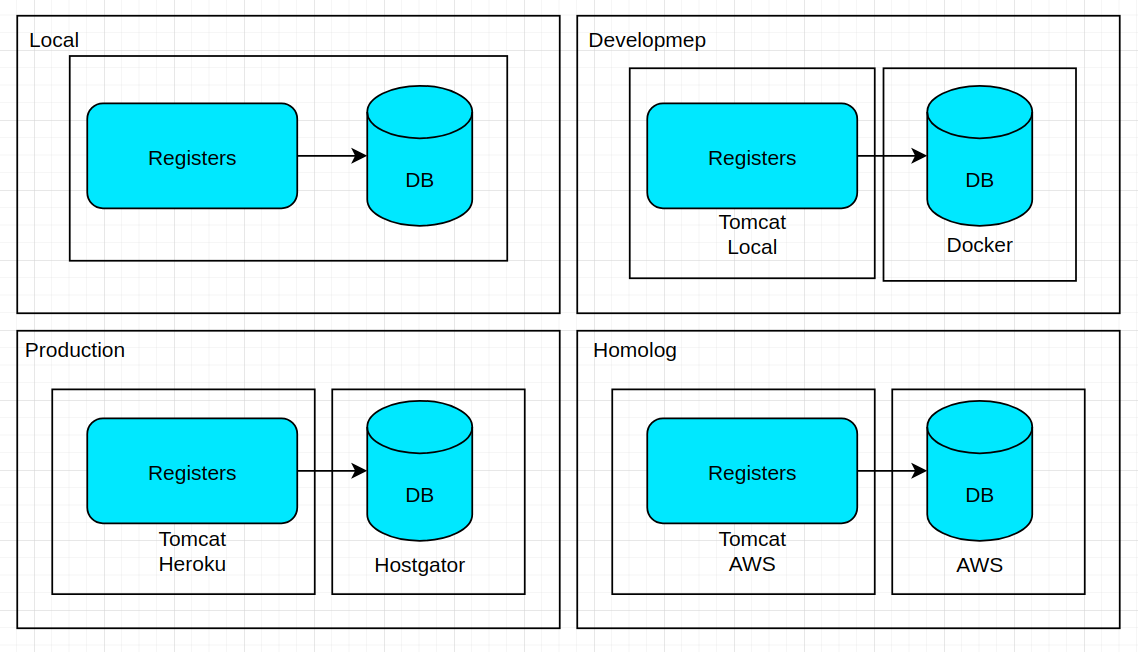 Local
Registers
DB
Developmep
Registers
DB
Tomcat
Local
Docker
Production
Registers
DB
Tomcat
Heroku
Hostgator
Homolog
Registers
DB
Tomcat
AWS
AWS